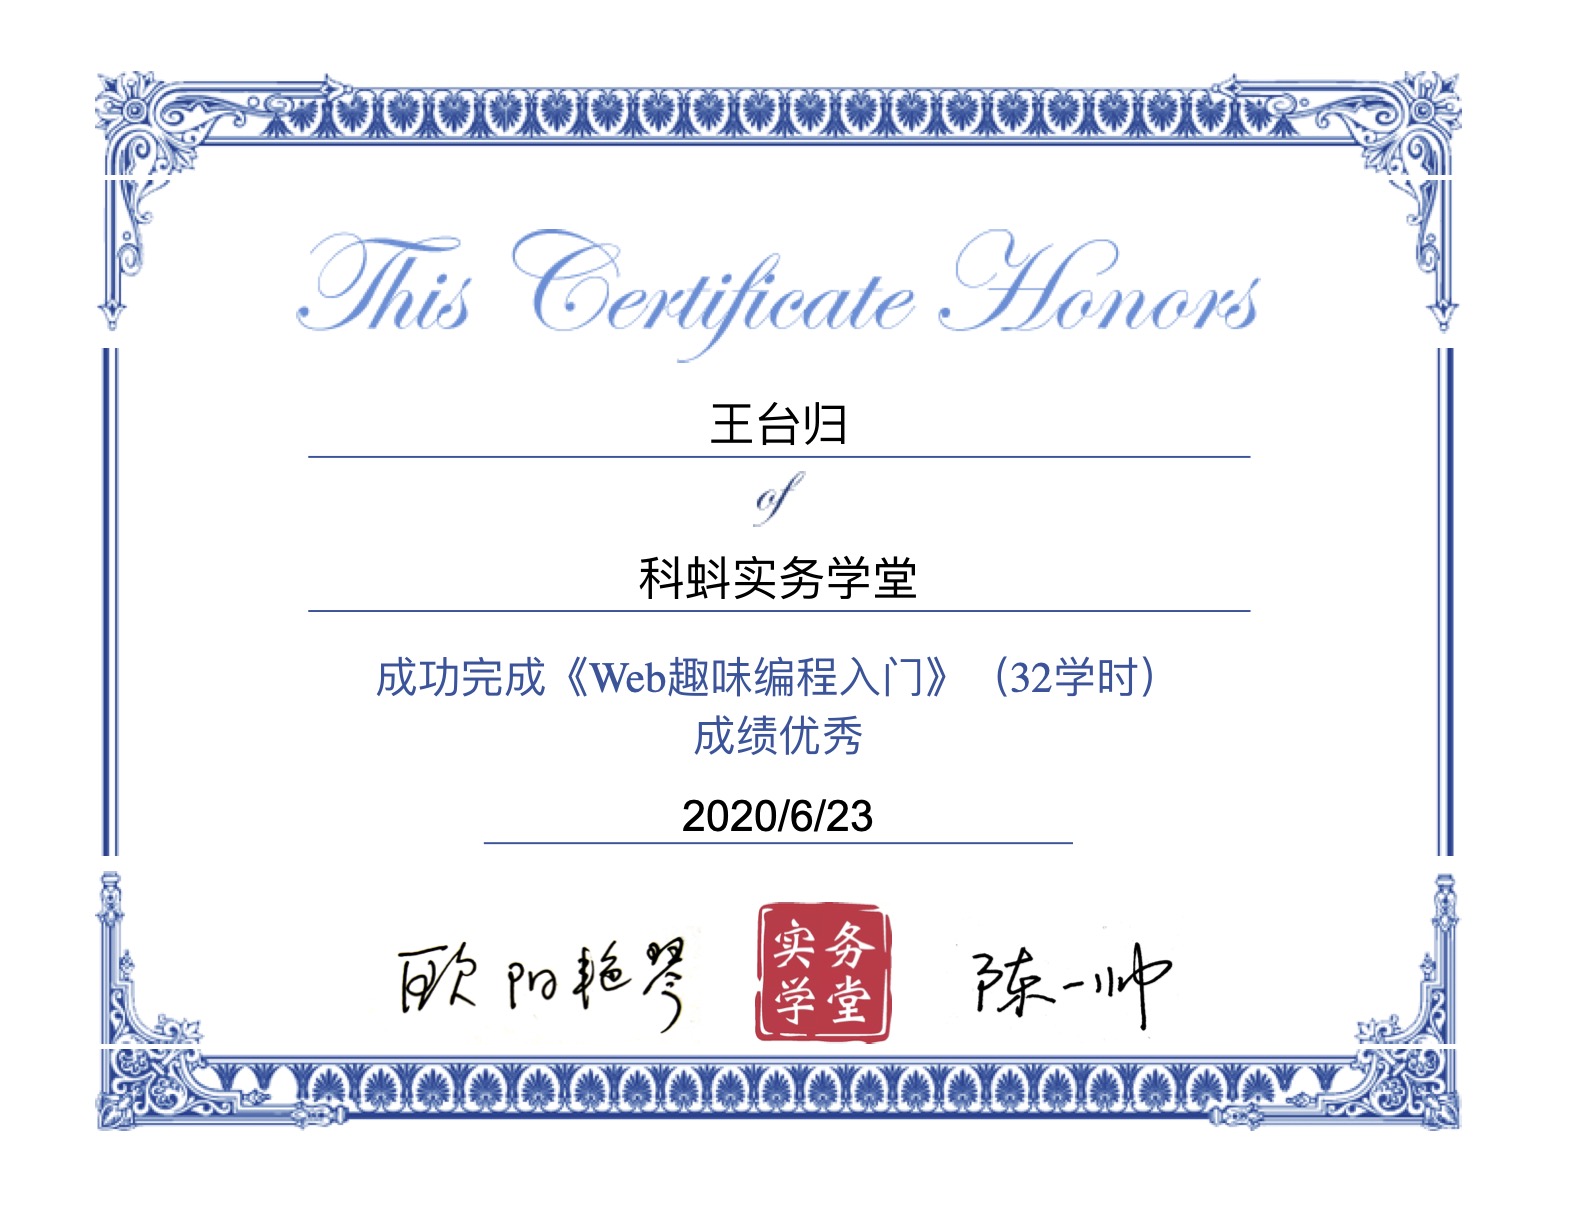 This Certificate Honors
王台归
of
科蚪实务学堂
成功完成《Web趣味编程入门》（32学时）
成绩优秀
2020/6/23
欧阳艳琴 实务 陈一帅
学堂